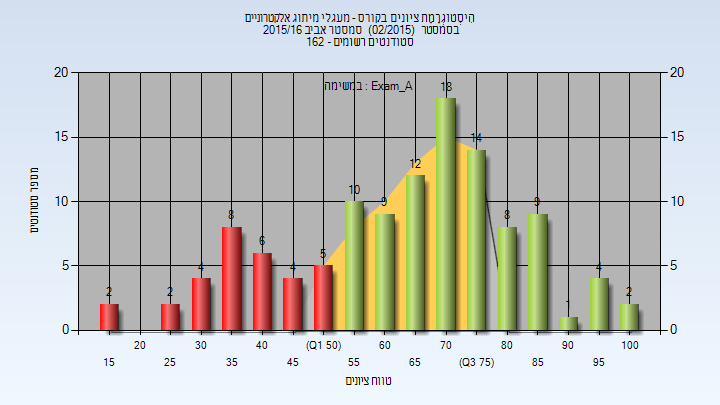 היסטוגרמת ציונים בקורס - מעגלי מיתוג אלקטרוניים
בסמסטר (02/2015) סמסטר אביב 2015/16
סטודנטים רשומים - 162
במשימה : Exam_A
מספר סטודנטים
20 15 10 5 0
20 15 10 5 0
2 2 4 8 6 4 5 10 9 12 18 14 8 9 1 4 2
20 30 40 (Q1 50) 60 70 80 90 100
15 25 35 45 55 65 (Q3 75) 85 95
טווח ציונים